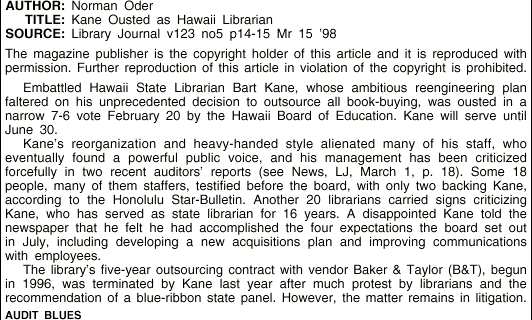 AUTHOR: Norman Oder
TITLE: Kane Ousted as Hawaii Librarian
SOURCE: Library Journal v123 no5 p14-15 Mr 15 '98
The magazine publisher is the copyright holder of this article and it is reproduced with
permission. Further reproduction of this article in violation of the copyright is prohibited.
Embattled Hawaii State Librarian Bart Kane, whose ambitious reengineering plan
faltered on his unprecedented decision to outsource all book-buying, was ousted in a
narrow 7-6 vote February 20 by the Hawaii Board of Education. Kane will serve until
June 30.
Kane's reorganization and heavy-handed style alienated many of his staff, who
eventually found a powerful public voice, and his management has been criticized
forcefully in two recent auditors' reports (see News, LJ, March 1, p. 18). Some 18
people, many of them staffers, testified before the board, with only two backing Kane,
according to the Honolulu Star-Bulletin. Another 20 librarians carried signs criticizing
Kane, who has served as state librarian for 16 years. A disappointed Kane told the
newspaper that he felt he had accomplished the four expectations the board set out
in July, including developing a new acquisitions plan and improving communications
with employees.
The library's five-year outsourcing contract with vendor Baker & Taylor (B&T), begun
in 1996, was terminated by Kane last year after much protest by librarians and the
recommendation of a blue-ribbon state panel. However, the matter remains in litigation.
AUDIT BLUES